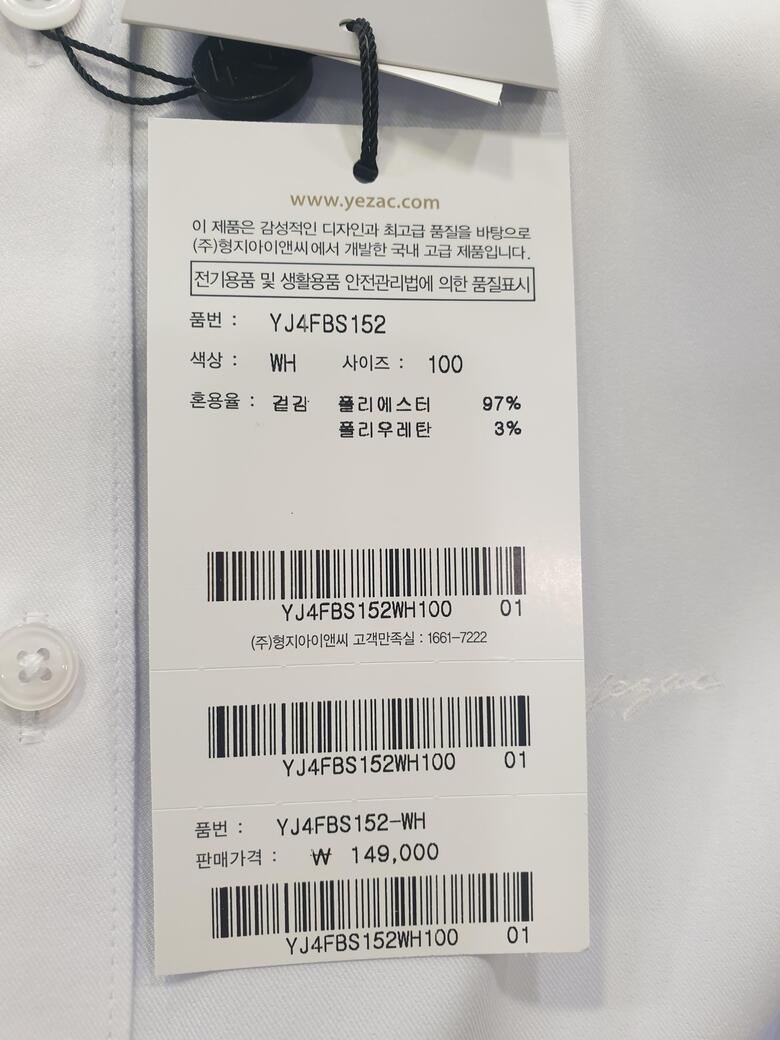 www.yezac.com
이 제품은 감성적인 디자인과 최고급 품질을 바탕으로
(주)형지아이앤씨에서 개발한 국내 고급 제품입니다.
전기용품 및 생활용품 안전관리법에 의한 품질표시
품번 : YJ4FBS152
색상 : WH 사이즈 : 100
혼용율 : 겉감 폴리에스터 97%
폴리우레탄 3%
YJ4FBS152WH100 01
(주)형지아이앤씨 고객만족실 : 1661-7222
yezac
YJ4FBS152WH100 01
품번 : YJ4FBS152-WH
판매가격 : ₩ 149,000
YJ4FBS152WH100 01